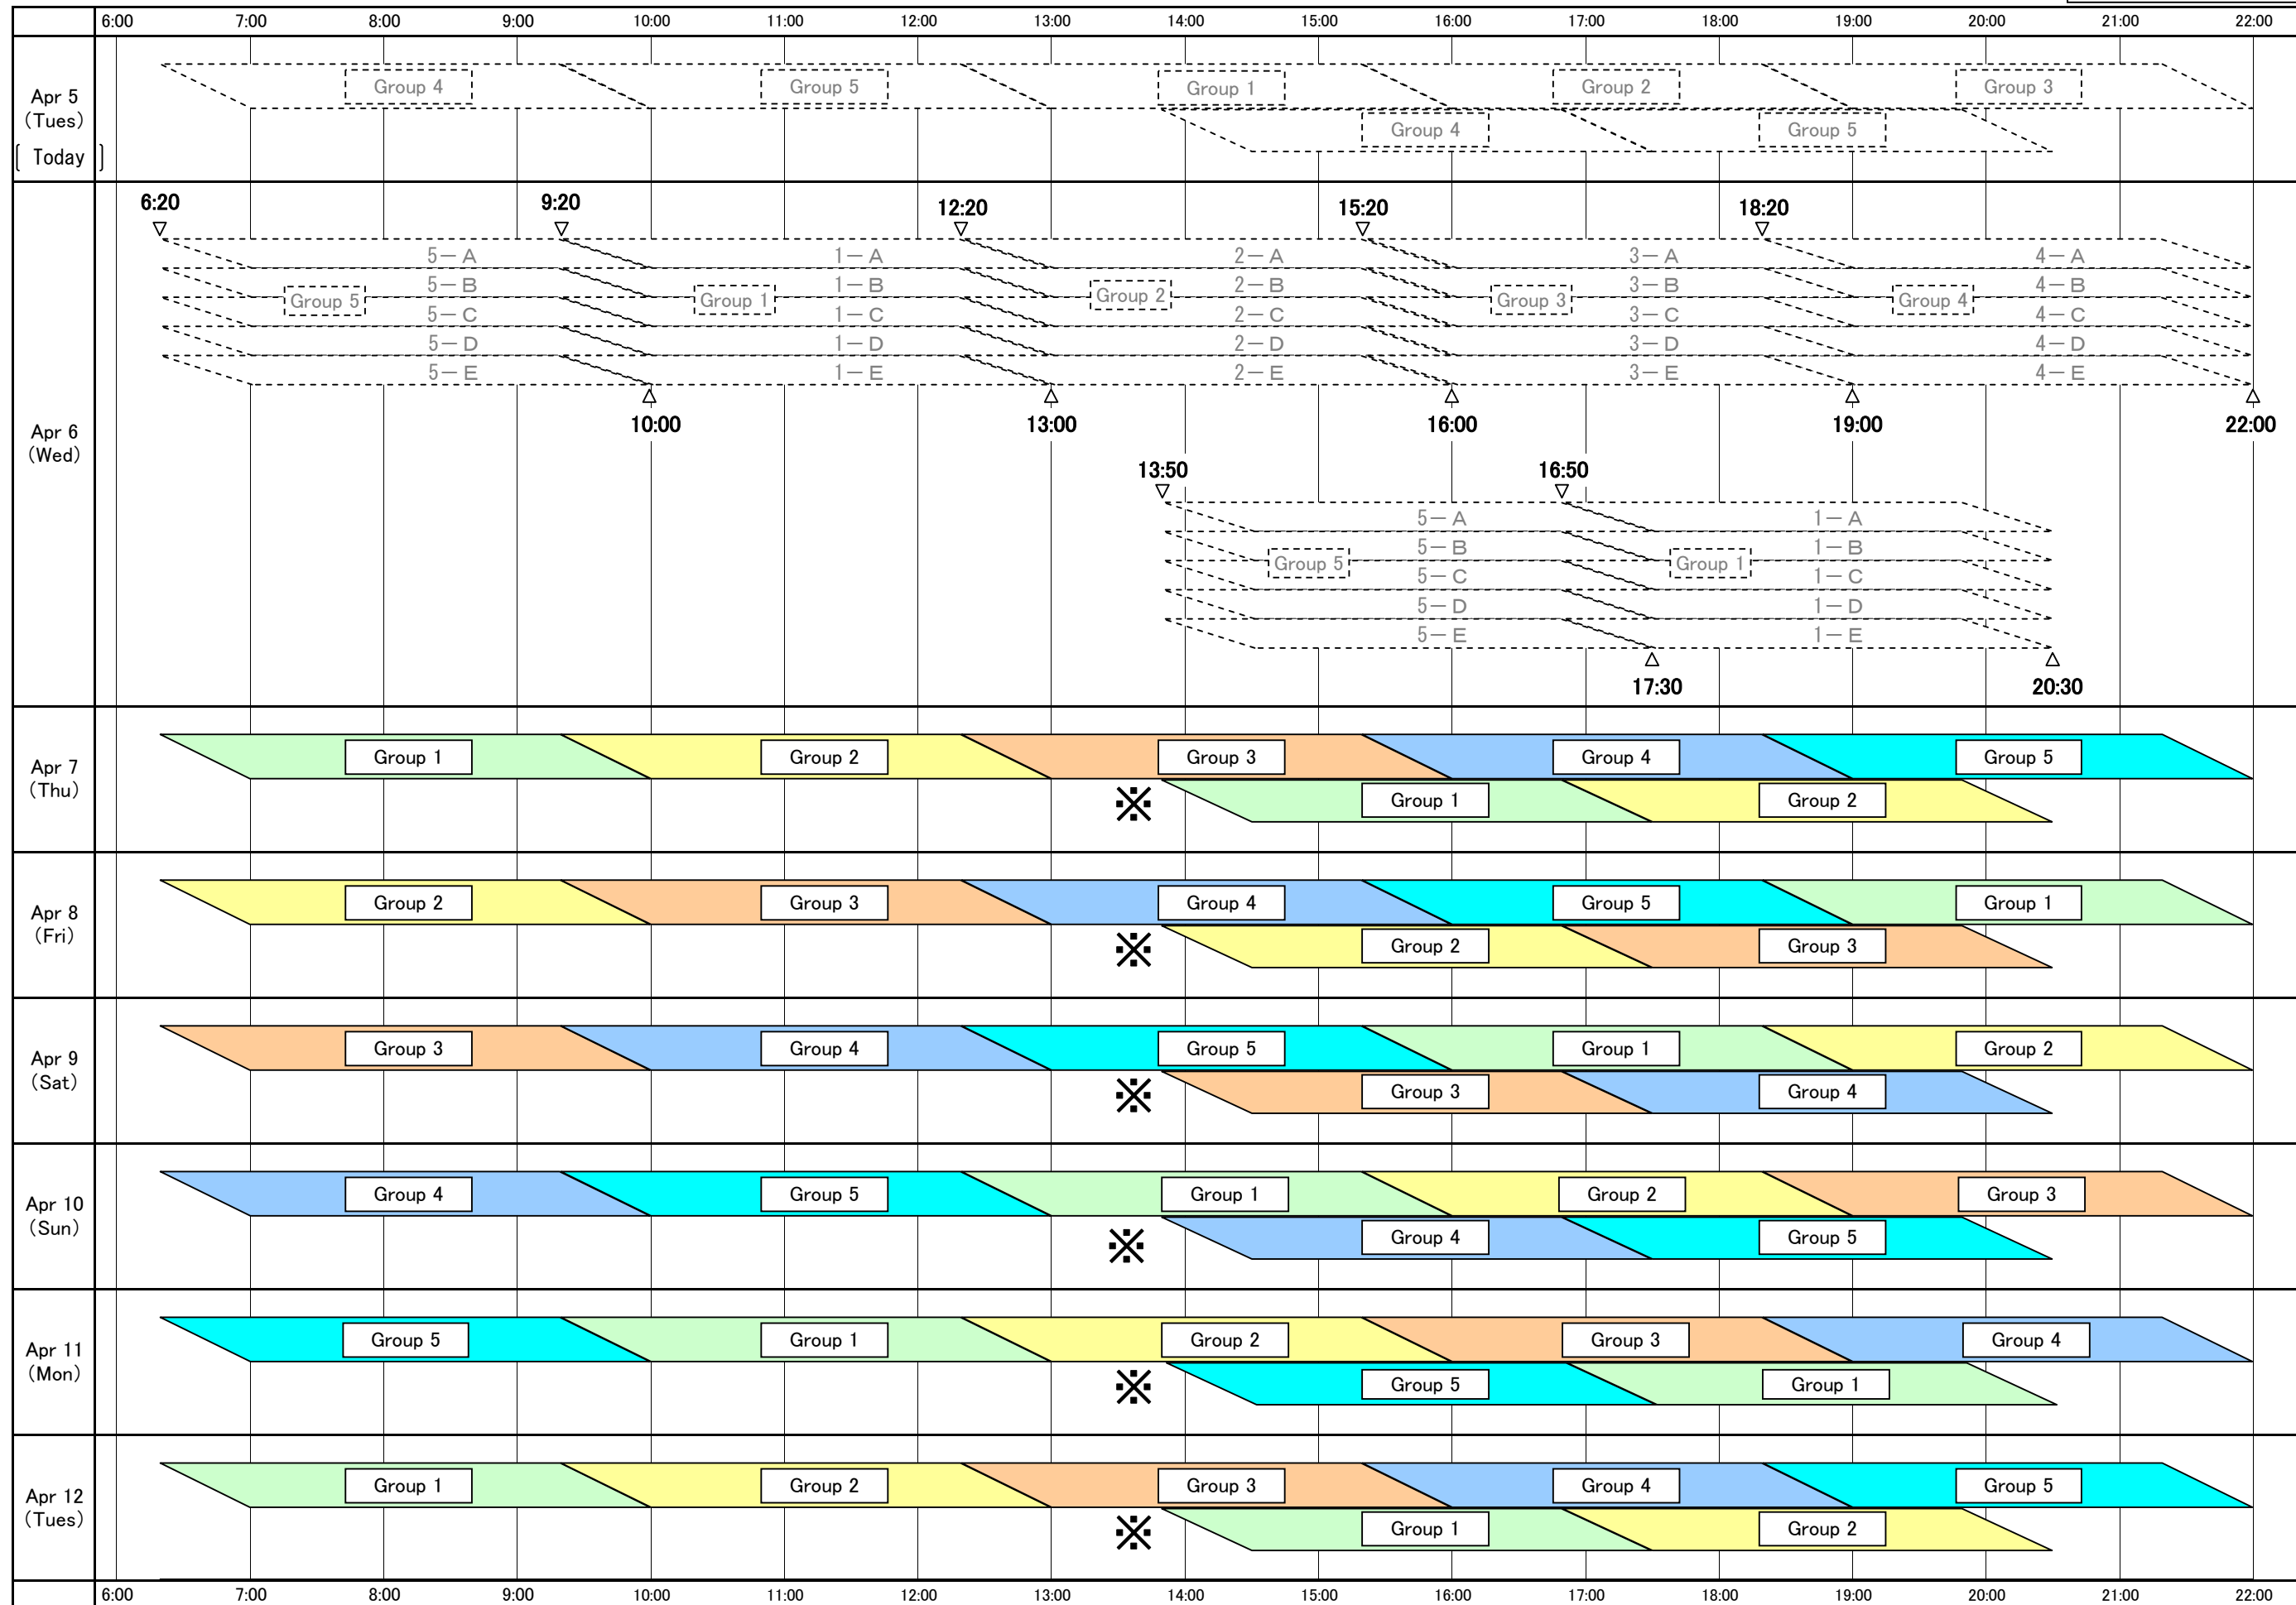 6:00 7:00 8:00 9:00 10:00 11:00 12:00 13:00 14:00 15:00 16:00 17:00 18:00 19:00 20:00 21:00 22:00
Apr 5
(Tues)
[ Today ]
Group 4 Group 5 Group 1 Group 2 Group 3
Group 4 Group 5
Apr 6
(Wed)
6:20 9:20 12:20 15:20 18:20
5-A 1-A 2-A 3-A 4-A
5-B 1-B 2-B 3-B 4-B
Group 5 Group 1 Group 2 Group 3 Group 4
5-C 1-C 2-C 3-C 4-C
5-D 1-D 2-D 3-D 4-D
5-E 1-E 2-E 3-E 4-E
10:00 13:00 16:00 19:00 22:00
13:50 16:50
5-A 1-A
5-B 1-B
Group 5 Group 1
5-C 1-C
5-D 1-D
5-E 1-E
17:30 20:30
Apr 7
(Thu)
Group 1 Group 2 Group 3 Group 4 Group 5
※ Group 1 Group 2
Apr 8
(Fri)
Group 2 Group 3 Group 4 Group 5 Group 1
※ Group 2 Group 3
Apr 9
(Sat)
Group 3 Group 4 Group 5 Group 1 Group 2
※ Group 3 Group 4
Apr 10
(Sun)
Group 4 Group 5 Group 1 Group 2 Group 3
※ Group 4 Group 5
Apr 11
(Mon)
Group 5 Group 1 Group 2 Group 3 Group 4
※ Group 5 Group 1
Apr 12
(Tues)
Group 1 Group 2 Group 3 Group 4 Group 5
※ Group 1 Group 2
6:00 7:00 8:00 9:00 10:00 11:00 12:00 13:00 14:00 15:00 16:00 17:00 18:00 19:00 20:00 21:00 22:00